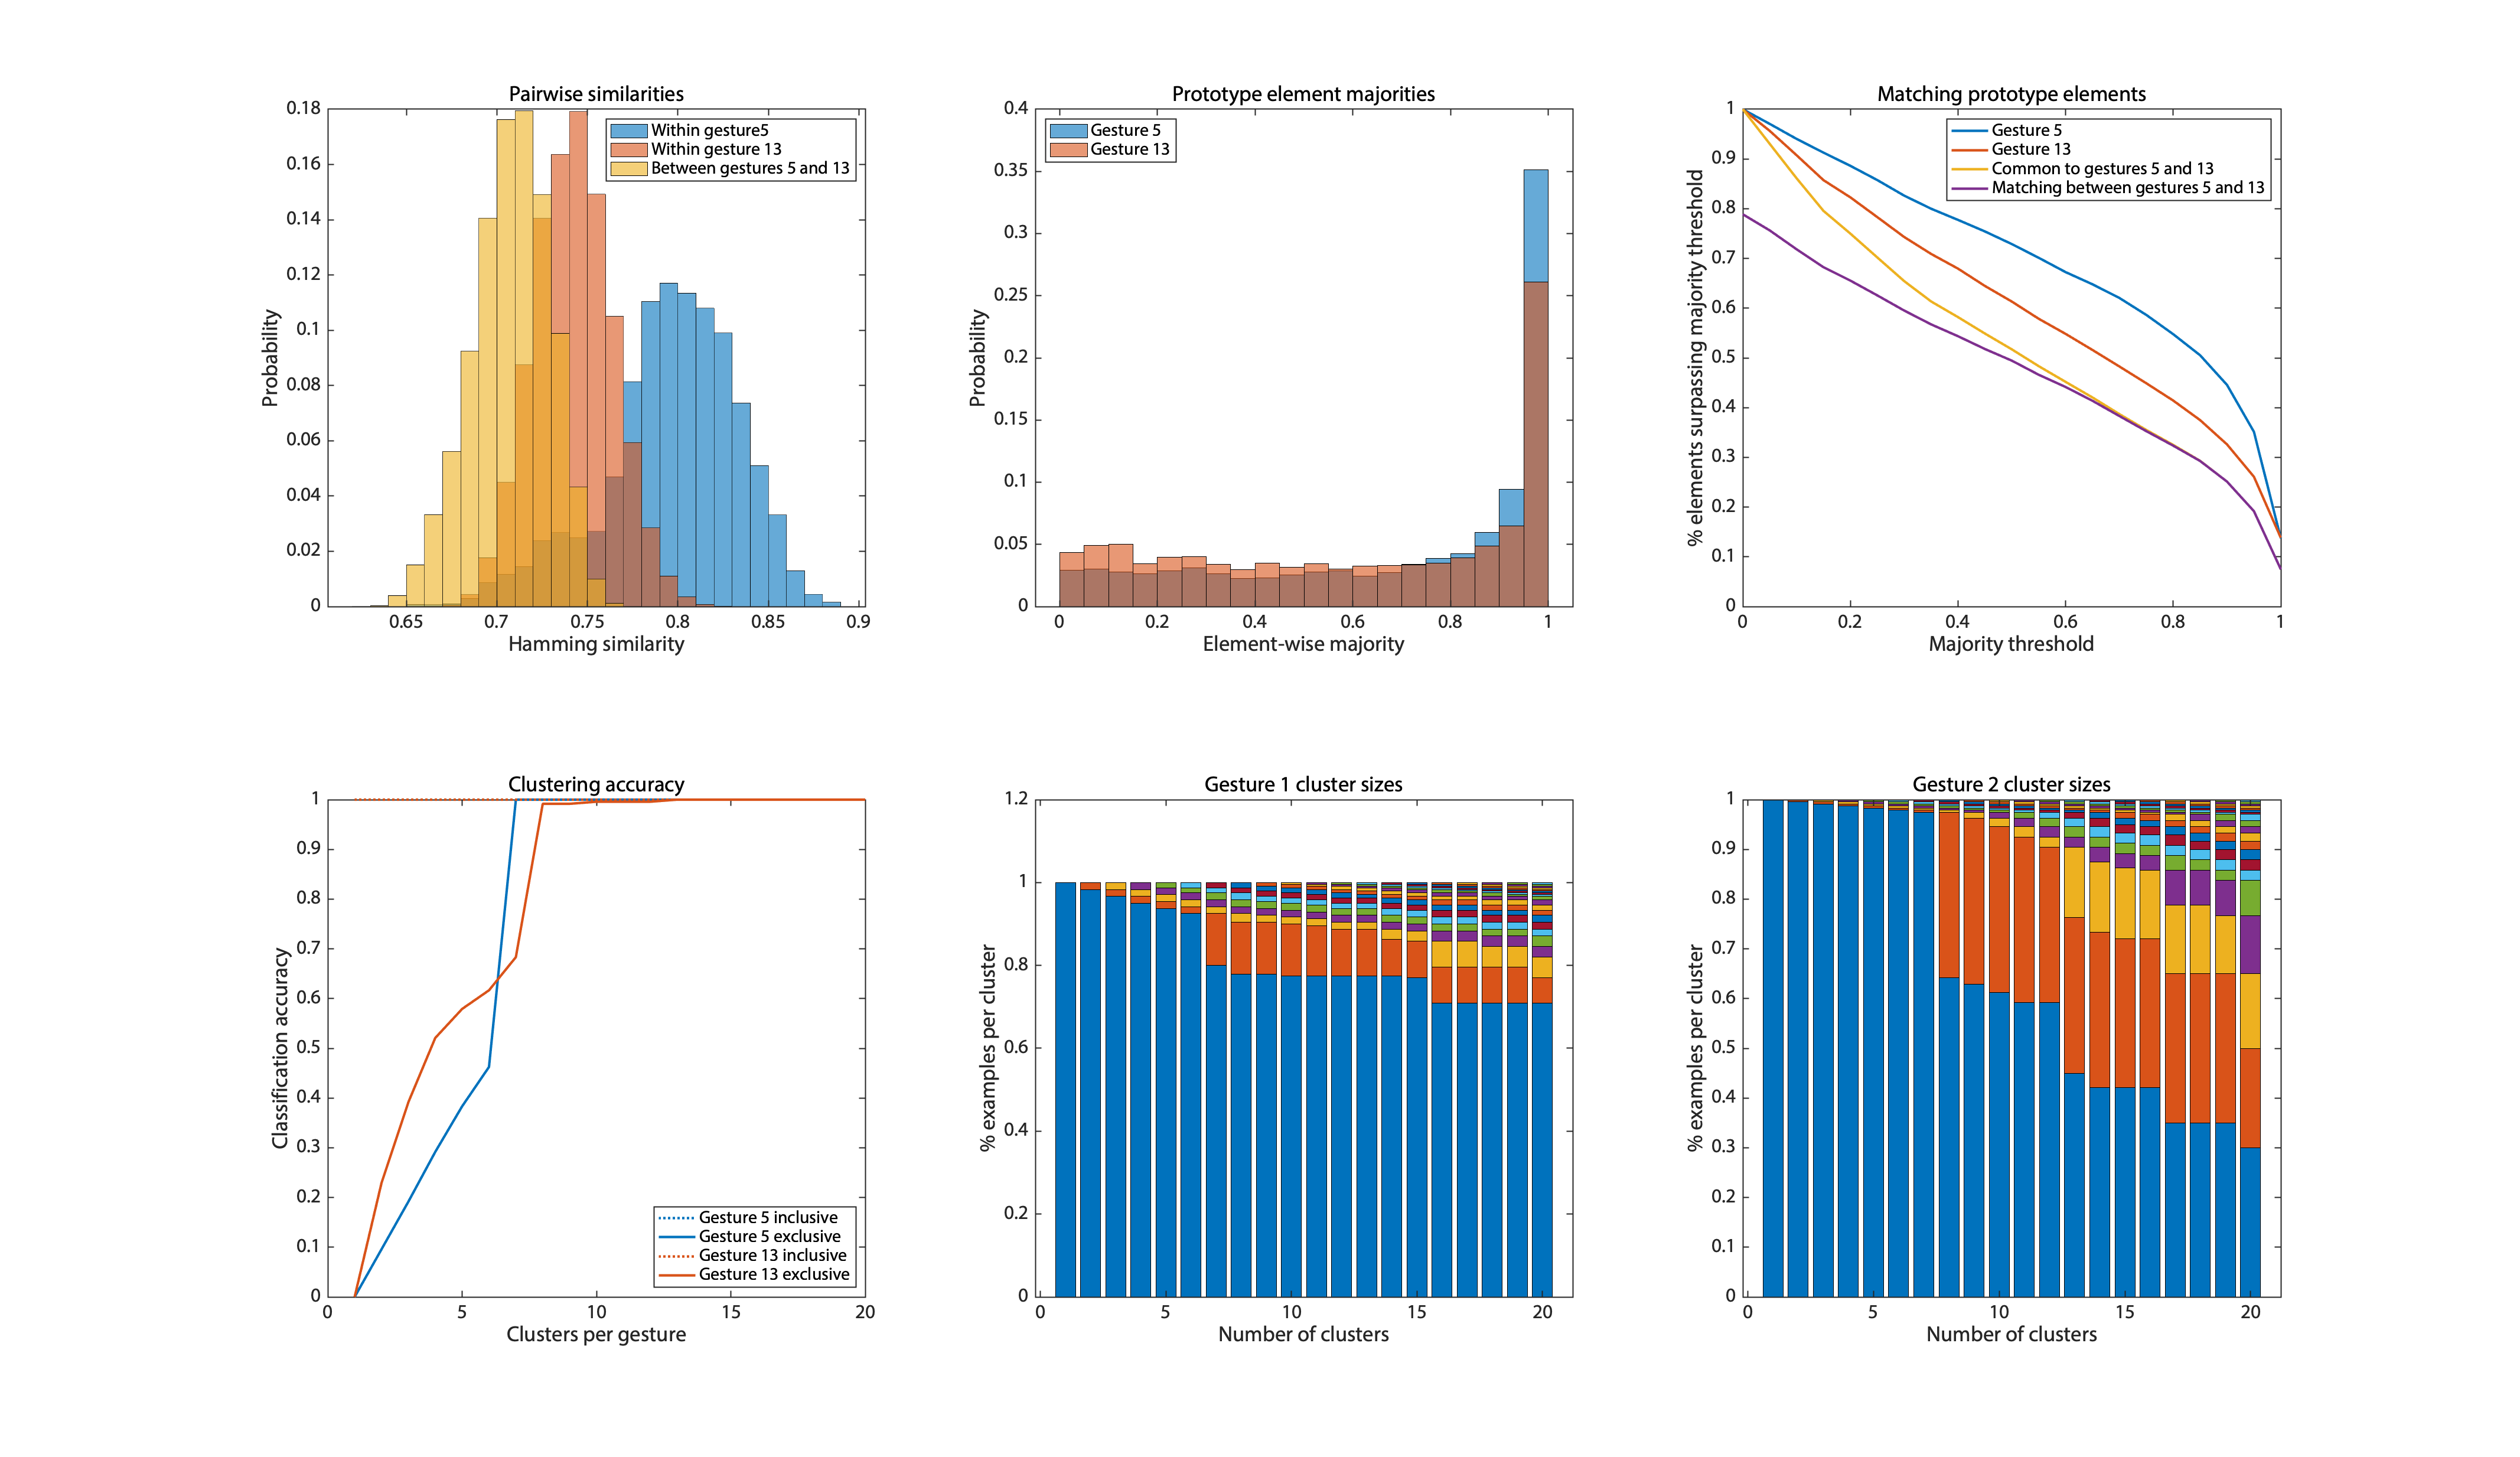 Pairwise similarities
0.18
0.16
0.14
0.12
0.1
0.08
0.06
0.04
0.02
0
Probability
Within gesture5
Within gesture 13
Between gestures 5 and 13
0.65
0.7
0.75
0.8
0.85
0.9
Hamming similarity
Prototype element majorities
0.4
0.35
0.3
0.25
0.2
0.15
0.1
0.05
0
Probability
Gesture 5
Gesture 13
0
0.2
0.4
0.6
0.8
1
Element-wise majority
Matching prototype elements
1
0.9
0.8
0.7
0.6
0.5
0.4
0.3
0.2
0.1
0
% elements surpassing majority threshold
Gesture 5
Gesture 13
Common to gestures 5 and 13
Matching between gestures 5 and 13
0
0.2
0.4
0.6
0.8
1
Majority threshold
Clustering accuracy
1
0.9
0.8
0.7
0.6
0.5
0.4
0.3
0.2
0.1
0
Classification accuracy
Gesture 5 inclusive
Gesture 5 exclusive
Gesture 13 inclusive
Gesture 13 exclusive
0
5
10
15
20
Clusters per gesture
Gesture 1 cluster sizes
1.2
1
0.8
0.6
0.4
0.2
0
% examples per cluster
0
5
10
15
20
Number of clusters
Gesture 2 cluster sizes
1
0.9
0.8
0.7
0.6
0.5
0.4
0.3
0.2
0.1
0
% examples per cluster
0
5
10
15
20
Number of clusters